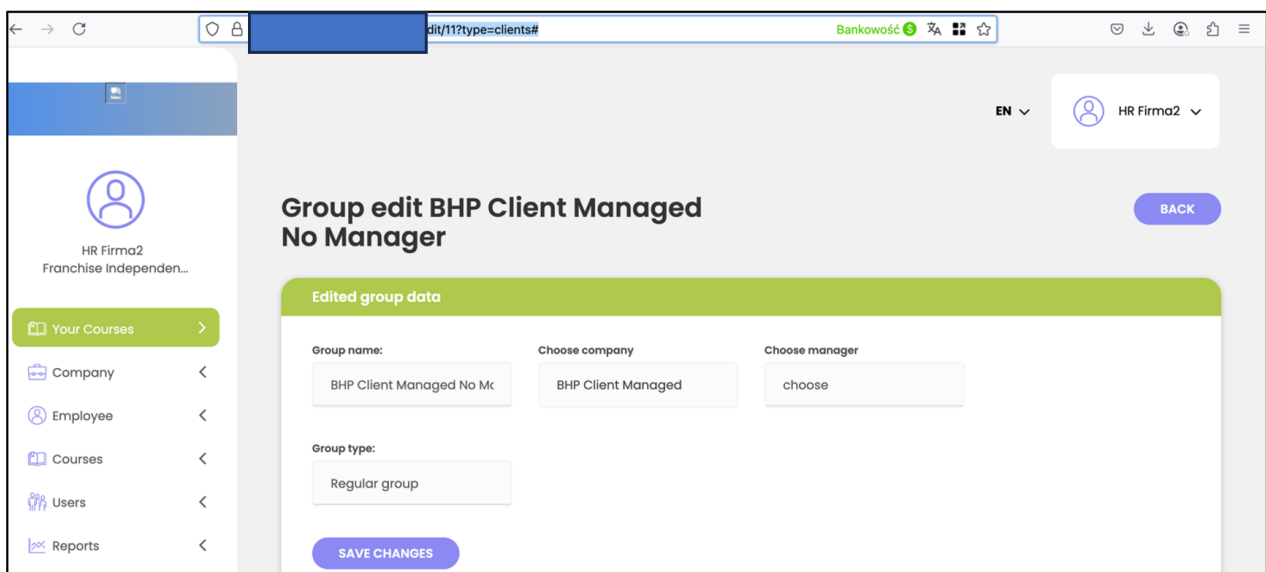 dit/11?type=clients#
Bankowość
EN
HR Firma2
HR Firma2
Franchise Independen...
Your Courses
Company
Employee
Courses
Users
Reports
Group edit BHP Client Managed
No Manager
BACK
Edited group data
Group name:
Choose company
Choose manager
BHP Client Managed No Mc
BHP Client Managed
choose
Group type:
Regular group
SAVE CHANGES